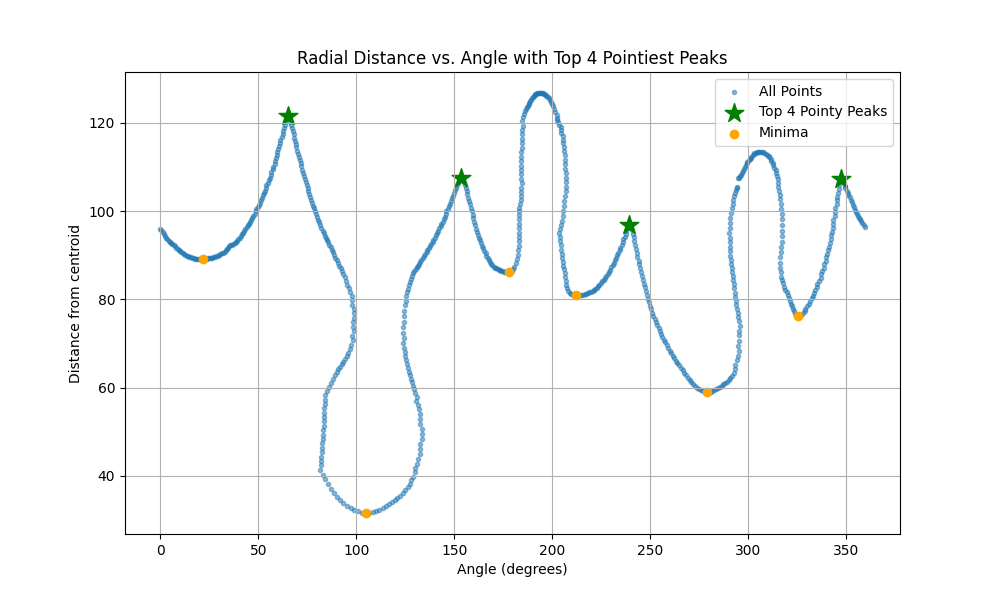 Radial Distance vs. Angle with Top 4 Pointiest Peaks
All Points
Top 4 Pointy Peaks
Minima
Distance from centroid
120
100
80
60
40
0 50 100 150 200 250 300 350
Angle (degrees)